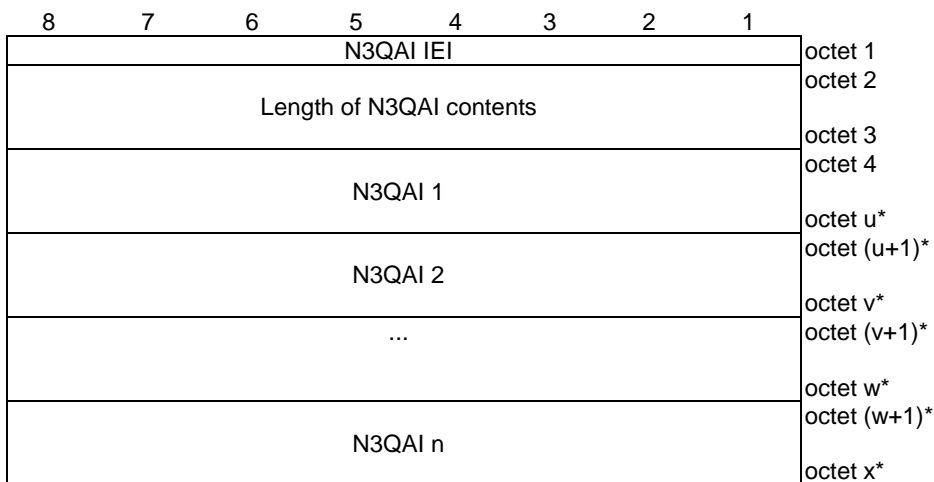 8 7 6 5 4 3 2 1
N3QAI IEI octet 1
octet 2
Length of N3QAI contents
octet 3
octet 4
N3QAI 1
octet u*
octet (u+1)*
N3QAI 2
octet v*
... octet (v+1)*
octet w*
octet (w+1)*
N3QAI n
octet x*